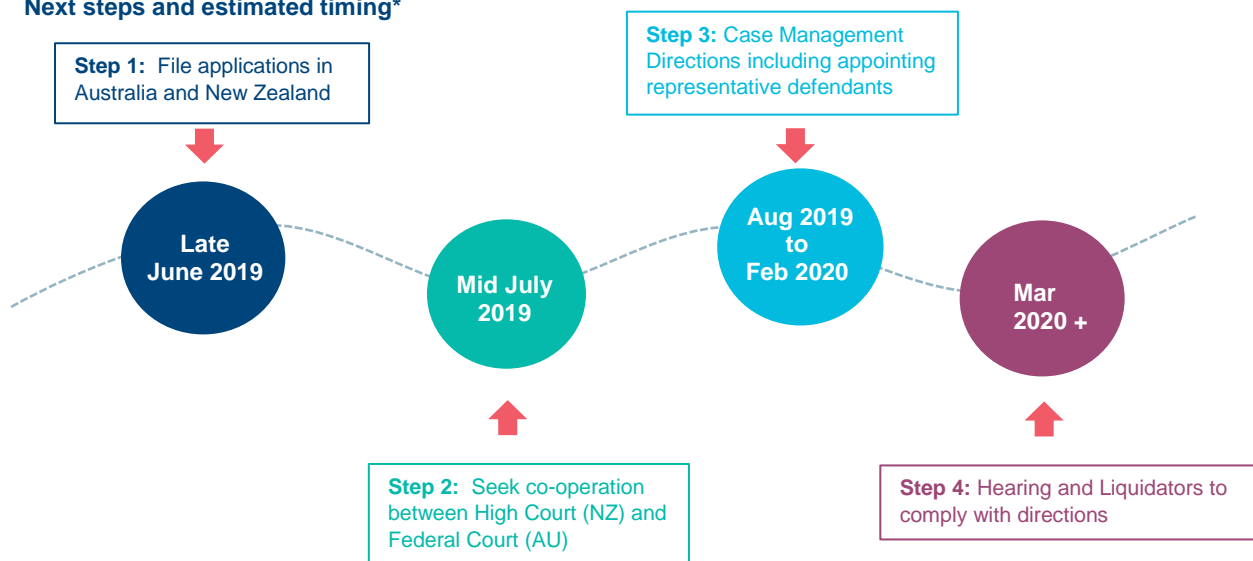 Next steps and estimated timing*
Step 1: File applications in
Australia and New Zealand
Step 3: Case Management
Directions including appointing
representative defendants
Late
June 2019
Mid July
2019
Aug 2019
to
Feb 2020
Mar
2020 +
Step 2: Seek co-operation
between High Court (NZ) and
Federal Court (AU)
Step 4: Hearing and Liquidators to
comply with directions